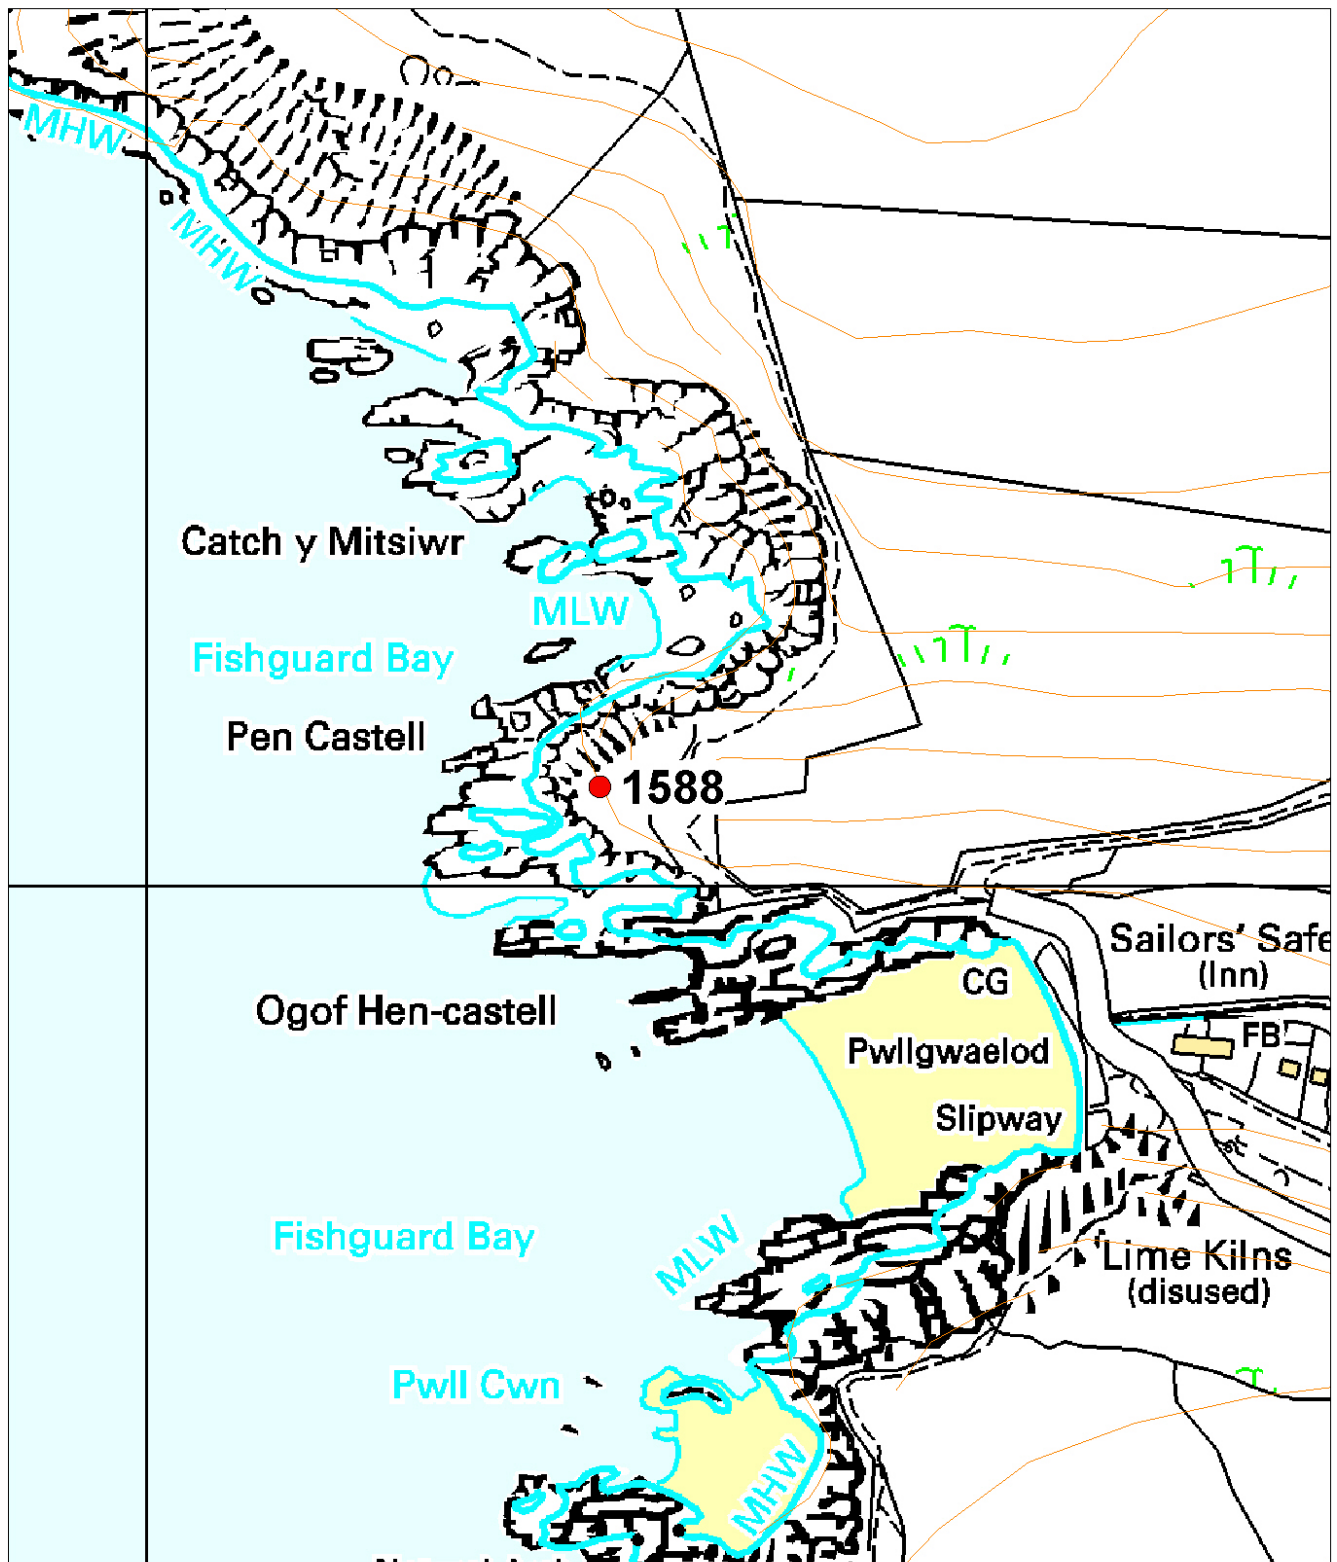 MHW
MHW
Catch y Mitsiwr
MLW
Fishguard Bay
Pen Castell
1588
Sailors' Safe
(Inn)
CG
Ogof Hen-castell
FB
Pwllgwaelod
Slipway
Fishguard Bay
MLW
Lime Kilns
(disused)
Pwll Cwn
MHW